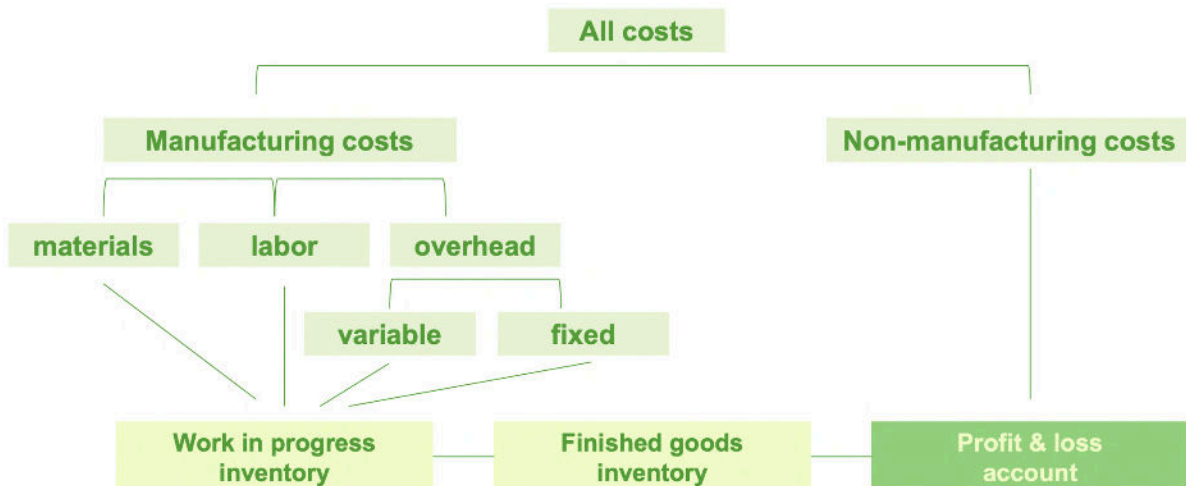 All costs
Manufacturing costs
Non-manufacturing costs
materials
labor
overhead
variable
fixed
Work in progress
inventory
Finished goods
inventory
Profit & loss
account